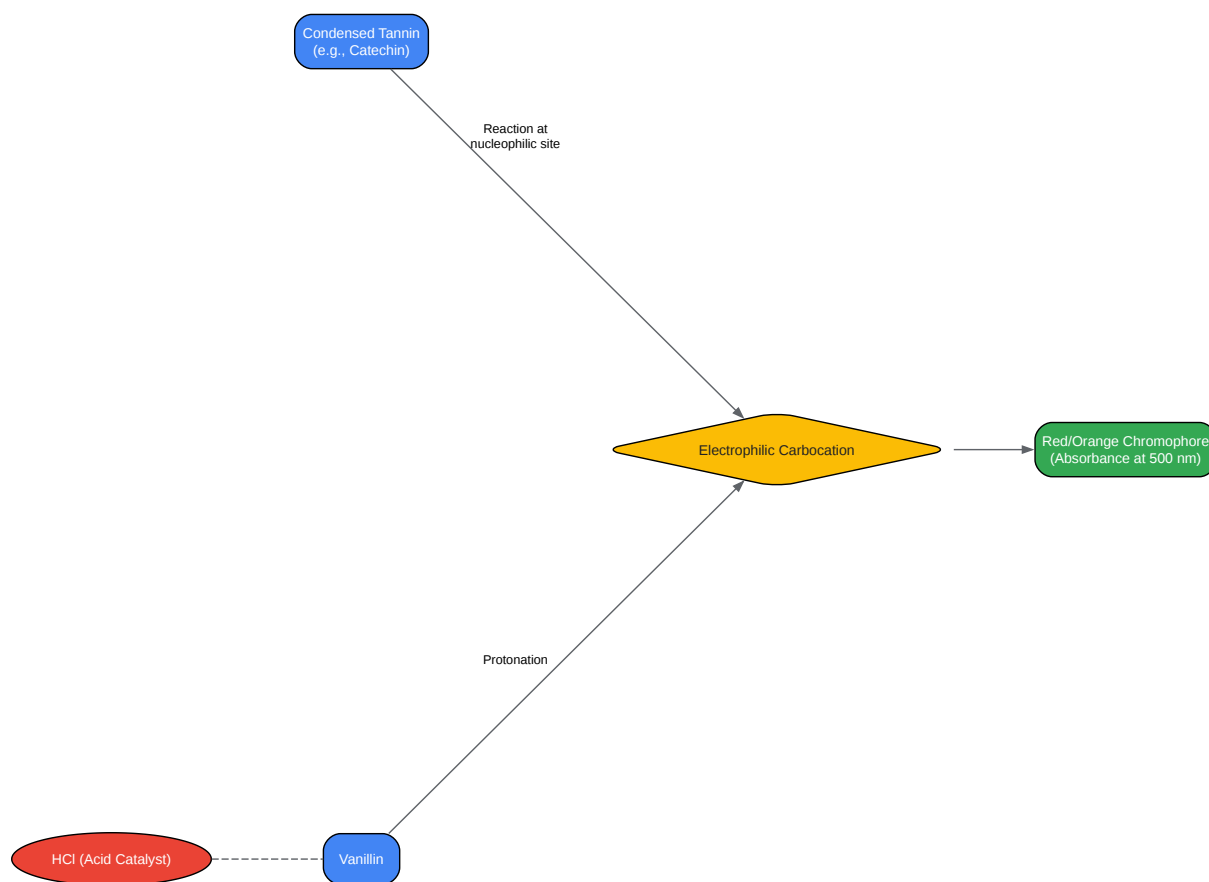 Condensed Tannin
(e.g., Catechin)
Reaction at
nucleophilic site
Electrophilic Carbocation
Red/Orange Chromophore
(Absorbance at 500 nm)
Protonation
HCl (Acid Catalyst)
Vanillin